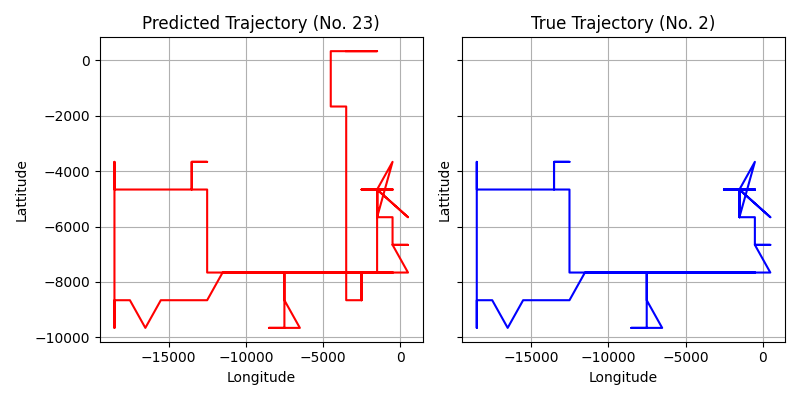 Predicted Trajectory (No. 23)
True Trajectory (No. 2)
Lattitude
0
−2000
−4000
−6000
−8000
−10000
−15000
−10000
−5000
0
Longitude
Lattitude
−15000
−10000
−5000
0
Longitude